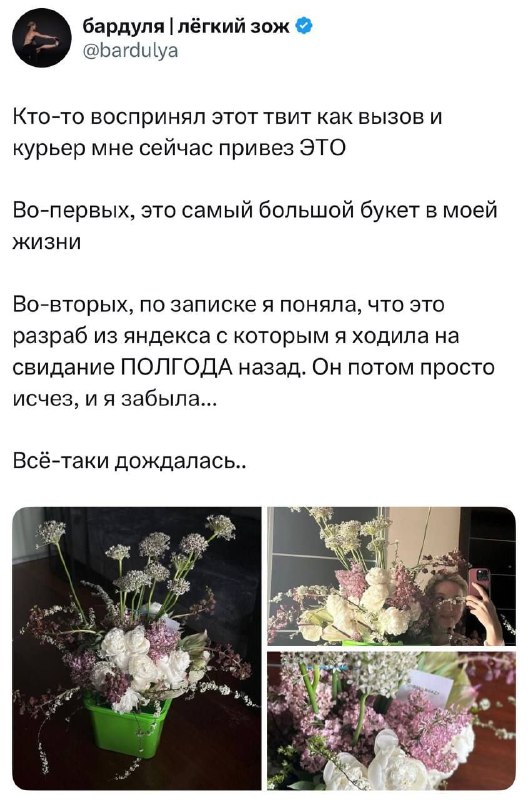 бардуля | лёгкий зож
@bardulya
Кто-то воспринял этот твит как вызов и
курьер мне сейчас привез ЭТО
Во-первых, это самый большой букет в моей
жизни
Во-вторых, по записке я поняла, что это
разраб из яндекса с которым я ходила на
свидание ПОЛГОДА назад. Он потом просто
исчез, и я забыла...
Всё-таки дождалась..